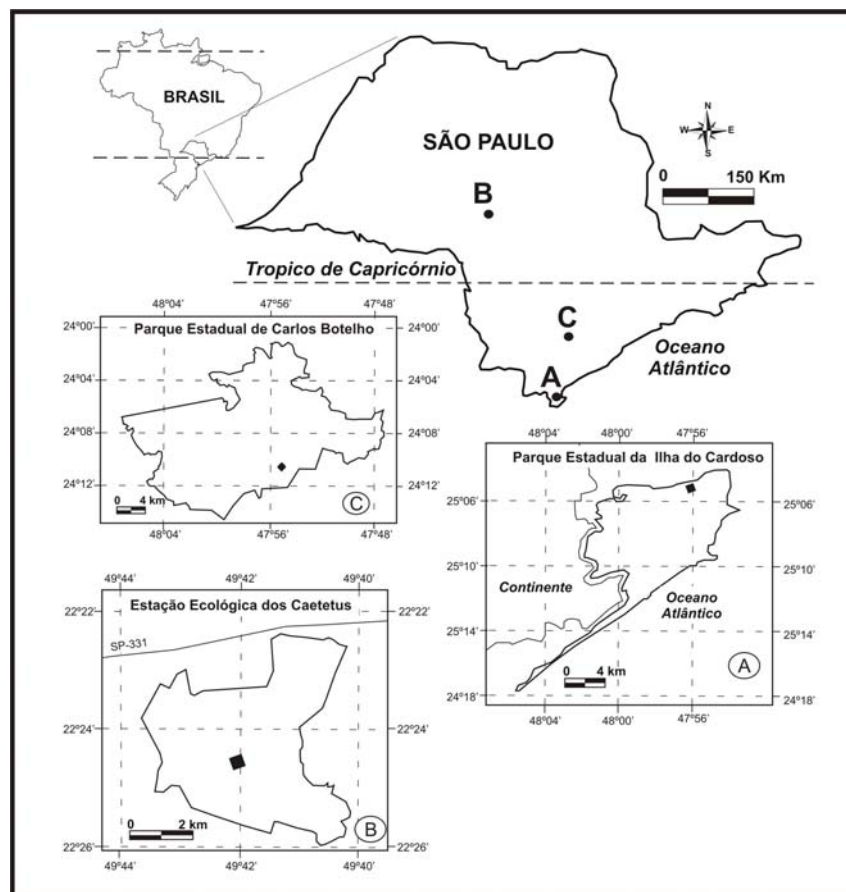 BRASIL
SÃO PAULO
N
W E
S
0 150 Km
B
Tropico de Capricórnio
C
A
Oceano
Atlântico
48°04' 47°56' 47°48'
Parque Estadual de Carlos Botelho
24°00' 24°00'
24°04' 24°04'
24°08' 24°08'
24°12' 24°12'
0 4 km
C
48°04' 47°56' 47°48'
48°04' 48°00' 47°56'
Parque Estadual da Ilha do Cardoso
25°06' 25°06'
25°10' 25°10'
Continente
Oceano
Atlântico
25°14' 25°14'
0 4 km
A
24°18' 24°18'
48°04' 48°00' 47°56'
49°44' 49°42' 49°40'
22°22' 22°22'
Estação Ecológica dos Caetetus
SP-331
22°24' 22°24'
0 2 km
B
22°26' 22°26'
49°44' 49°42' 49°40'